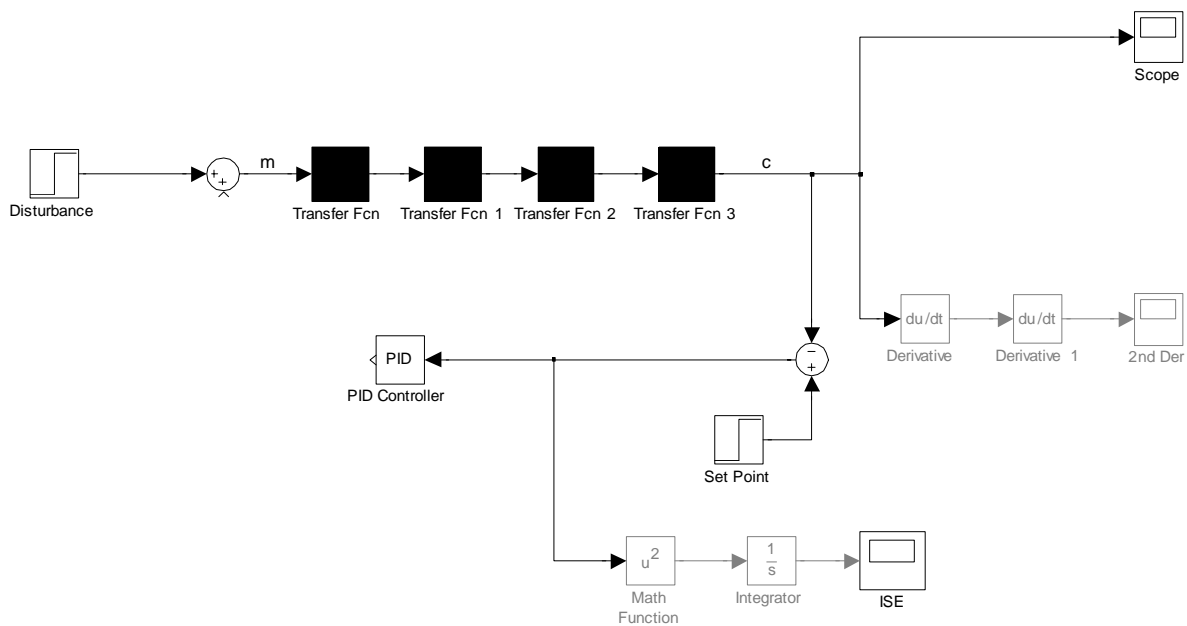 Scope
m
c
+
+
Disturbance
Transfer Fcn
Transfer Fcn 1
Transfer Fcn 2
Transfer Fcn 3
du/dt
du/dt
Derivative
Derivative 1
2nd Der
−
+
PID
PID Controller
Set Point
u²
1
s
Math
Function
Integrator
ISE